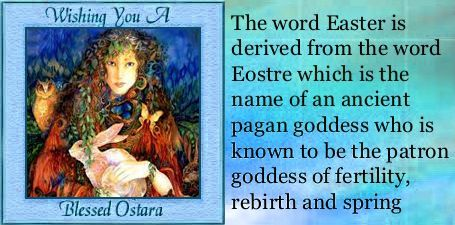 Wishing You A
Blessed Ostara
The word Easter is
derived from the word
Eostre which is the
name of an ancient
pagan goddess who is
known to be the patron
goddess of fertility,
rebirth and spring